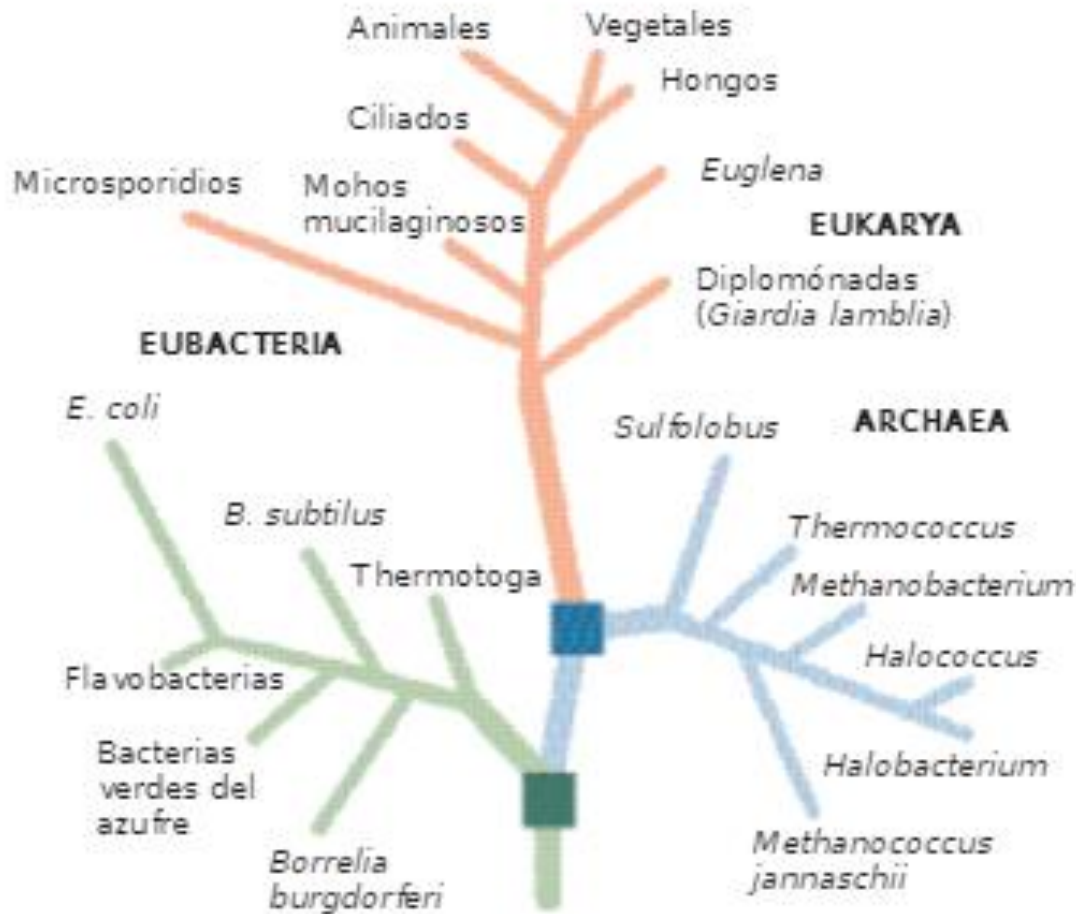 Animales
Vegetales
Hongos
Ciliados
Microsporidios
Mohos
mucilaginosos
Euglena
EUKARYA
Diplomónadas
(Giardia lamblia)
EUBACTERIA
E. coli
Sulfolobus
ARCHAEA
B. subtilus
Thermococcus
Thermotoga
Methanobacterium
Halococcus
Flavobacterias
Bacterias
verdes del
azufre
Halobacterium
Borrelia
burgdorferi
Methanococcus
jannaschii